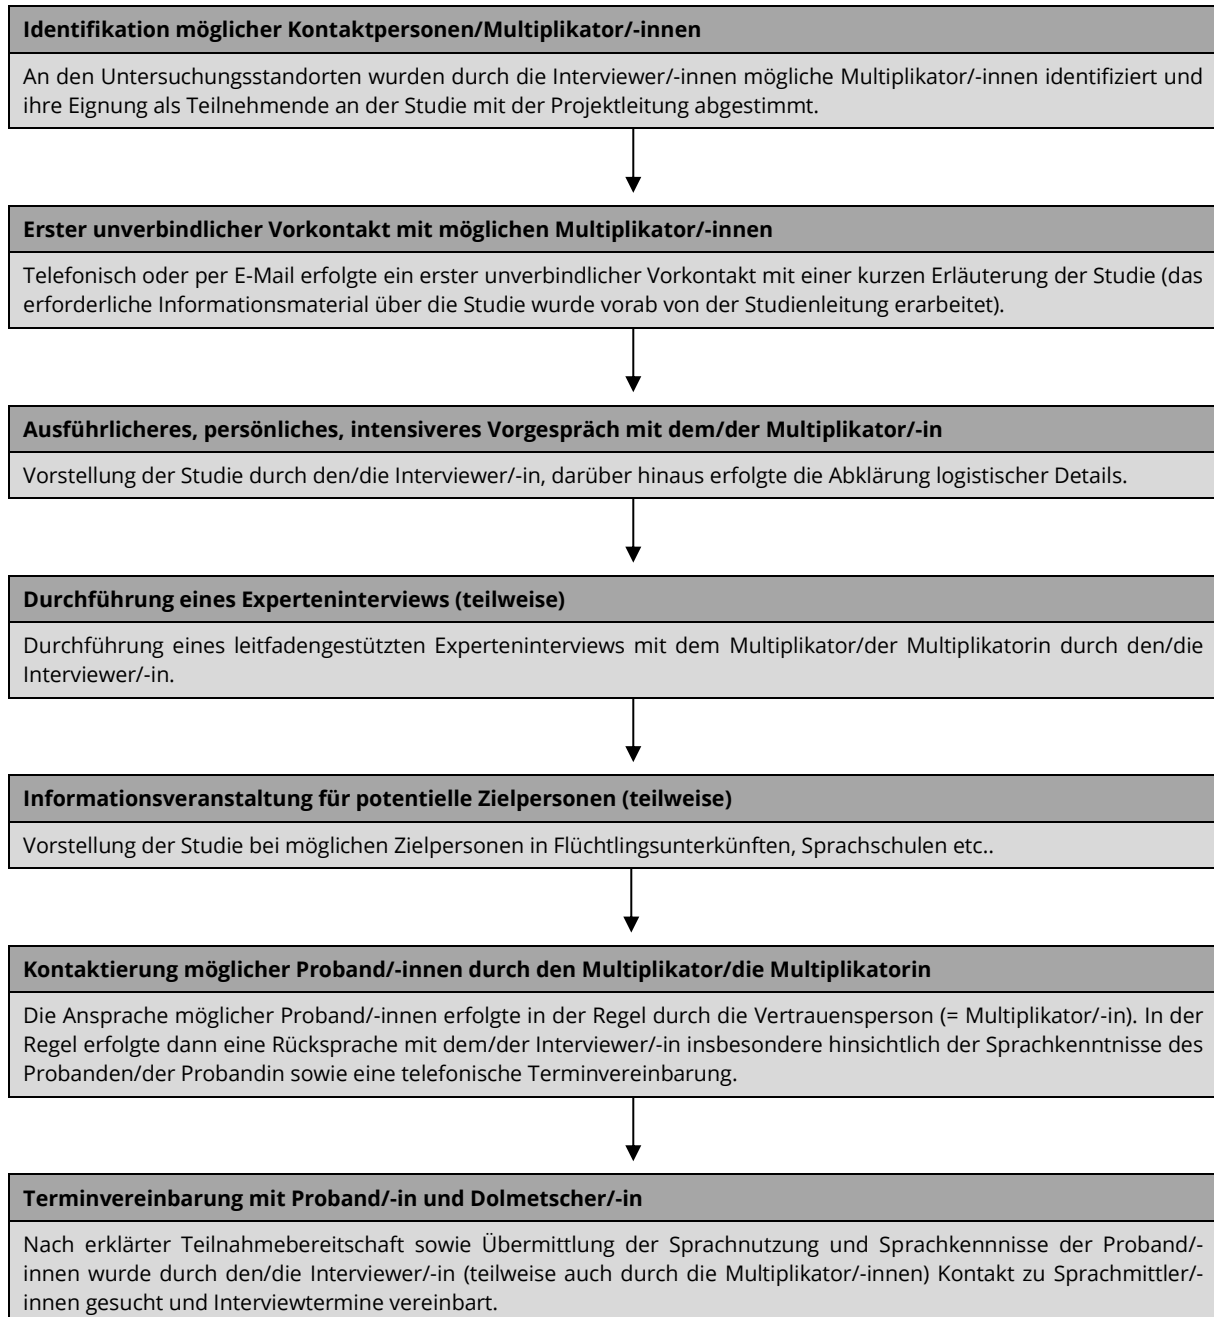 Identifikation möglicher Kontaktpersonen/Multiplikator/-innen
An den Untersuchungsstandorten wurden durch die Interviewer/-innen mögliche Multiplikator/-innen identifiziert und
ihre Eignung als Teilnehmende an der Studie mit der Projektleitung abgestimmt.
Erster unverbindlicher Vorkontakt mit möglichen Multiplikator/-innen
Telefonisch oder per E-Mail erfolgte ein erster unverbindlicher Vorkontakt mit einer kurzen Erläuterung der Studie (das
erforderliche Informationsmaterial über die Studie wurde vorab von der Studienleitung erarbeitet).
Ausführlicheres, persönliches, intensiveres Vorgespräch mit dem/der Multiplikator/-in
Vorstellung der Studie durch den/die Interviewer/-in, darüber hinaus erfolgte die Abklärung logistischer Details.
Durchführung eines Experteninterviews (teilweise)
Durchführung eines leitfadengestützten Experteninterviews mit dem Multiplikator/der Multiplikatorin durch den/die
Interviewer/-in.
Informationsveranstaltung für potentielle Zielpersonen (teilweise)
Vorstellung der Studie bei möglichen Zielpersonen in Flüchtlingsunterkünften, Sprachschulen etc..
Kontaktierung möglicher Proband/-innen durch den Multiplikator/die Multiplikatorin
Die Ansprache möglicher Proband/-innen erfolgte in der Regel durch die Vertrauensperson (= Multiplikator/-in). In der
Regel erfolgte dann eine Rücksprache mit dem/der Interviewer/-in insbesondere hinsichtlich der Sprachkenntnisse des
Probanden/der Probandin sowie eine telefonische Terminvereinbarung.
Terminvereinbarung mit Proband/-in und Dolmetscher/-in
Nach erklärter Teilnahmebereitschaft sowie Übermittlung der Sprachnutzung und Sprachkennnisse der Proband/-
innen wurde durch den/die Interviewer/-in (teilweise auch durch die Multiplikator/-innen) Kontakt zu Sprachmittler/-
innen gesucht und Interviewtermine vereinbart.